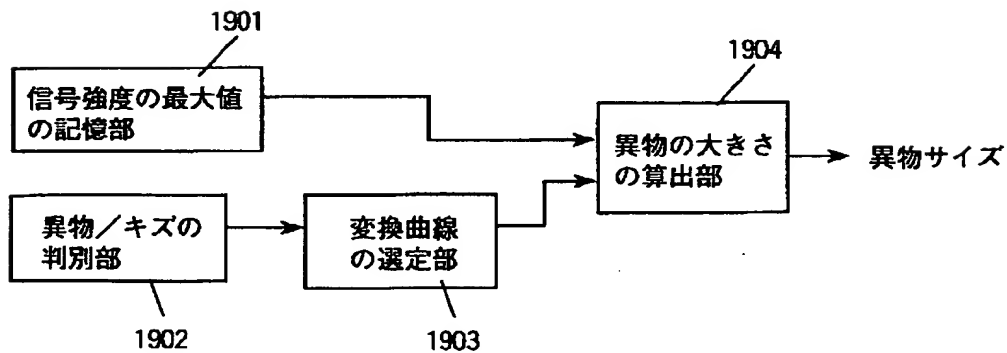 1901
信号強度の最大値
の記憶部
1904
異物の大きさ
の算出部
異物サイズ
異物/キズの
判別部
変換曲線
の選定部
1902
1903